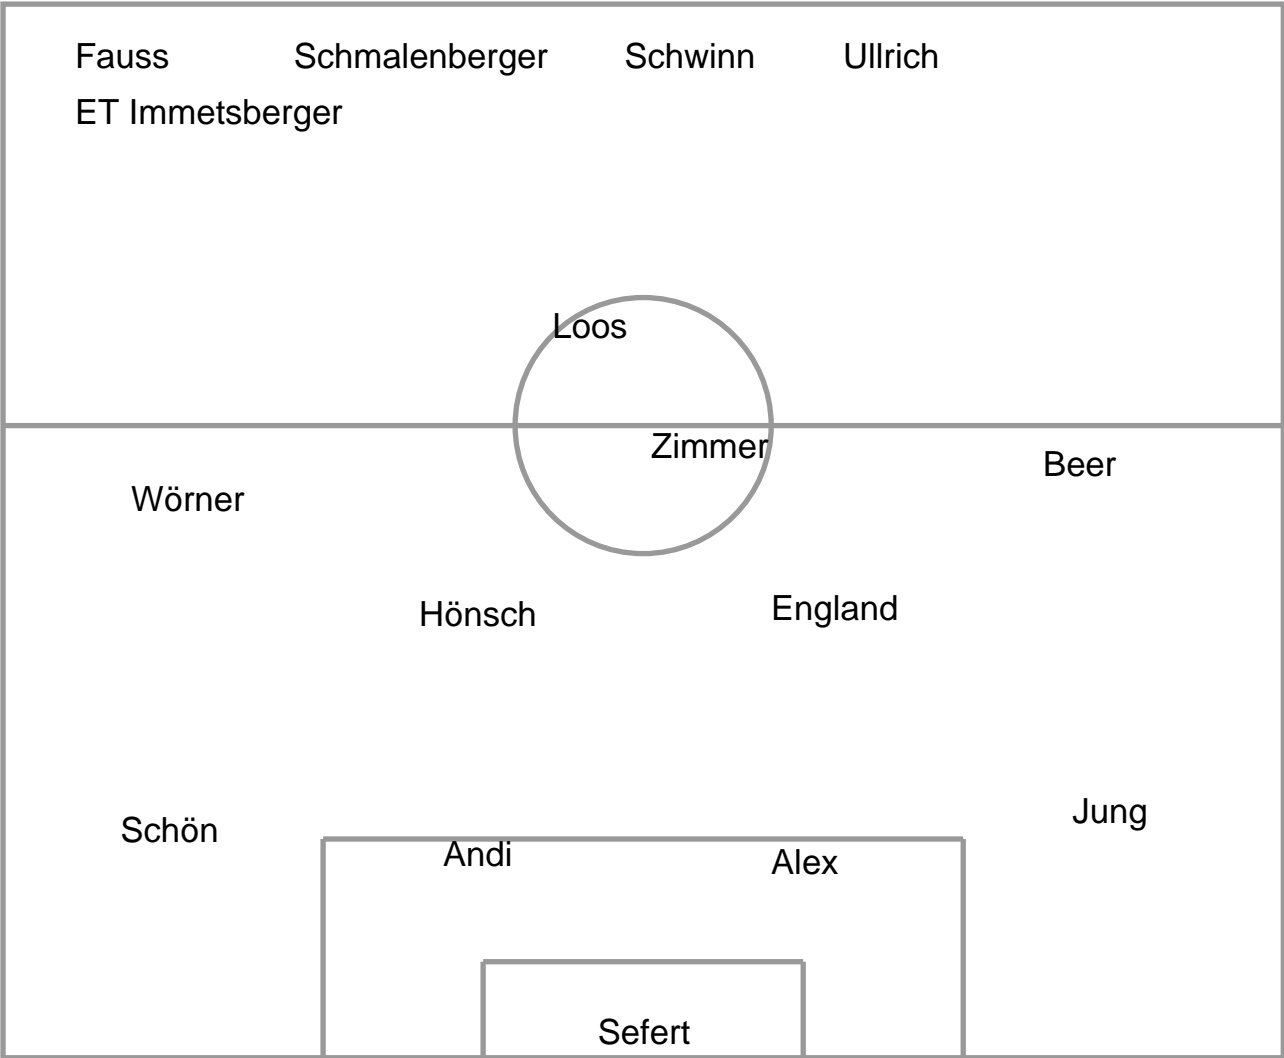 Fauss Schmalenberger Schwinn Ullrich
ET Immetsberger
Loos
Zimmer
Beer
Wörner
Hönsch England
Schön Jung
Andi Alex
Sefert